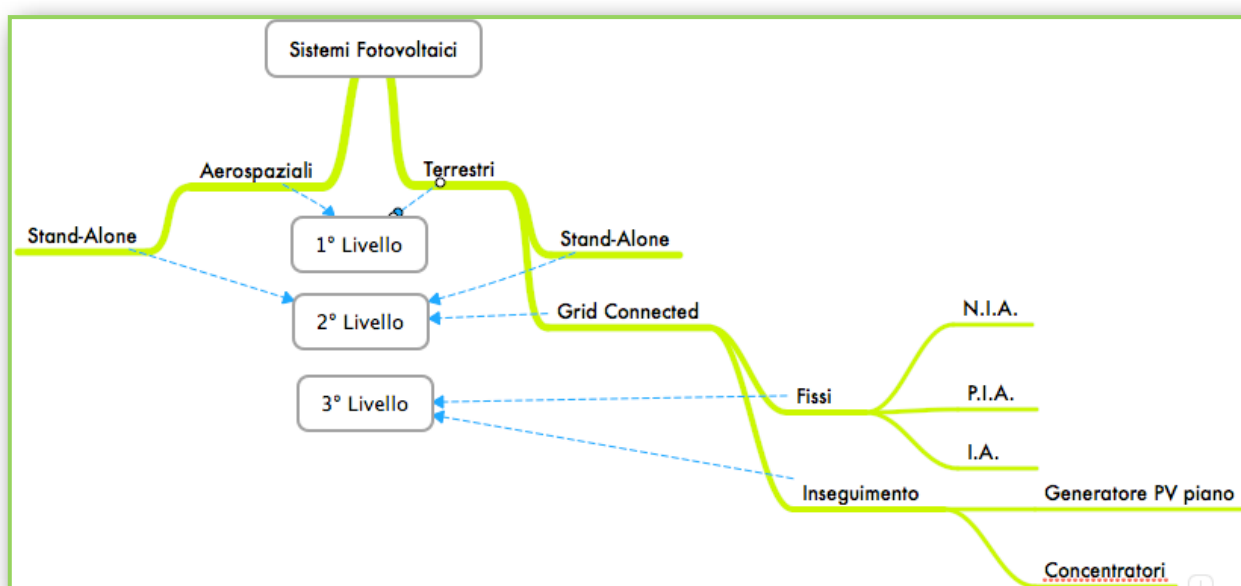 Sistemi Fotovoltaici
Aerospaziali
Terrestri
Stand-Alone
1° Livello
Stand-Alone
2° Livello
Grid Connected
N.I.A.
3° Livello
Fissi
P.I.A.
I.A.
Inseguimento
Generatore PV piano
Concentratori